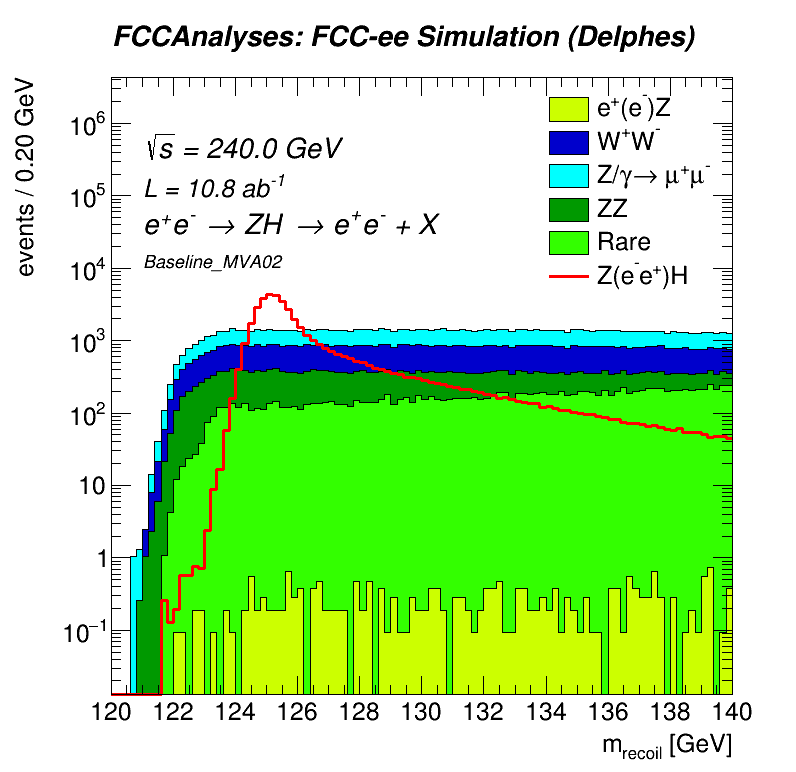 FCCAnalyses: FCC-ee Simulation (Delphes)
events / 0.20 GeV
√s = 240.0 GeV
L = 10.8 ab⁻¹
e⁺e⁻ → ZH → e⁺e⁻ + X
Baseline_MVA02
e⁺(e⁻)Z
W⁺W⁻
Z/γ→ μ⁺μ⁻
ZZ
Rare
Z(e⁻e⁺)H
10⁶
10⁵
10⁴
10³
10²
10
1
10⁻¹
120 122 124 126 128 130 132 134 136 138 140
m_recoil [GeV]